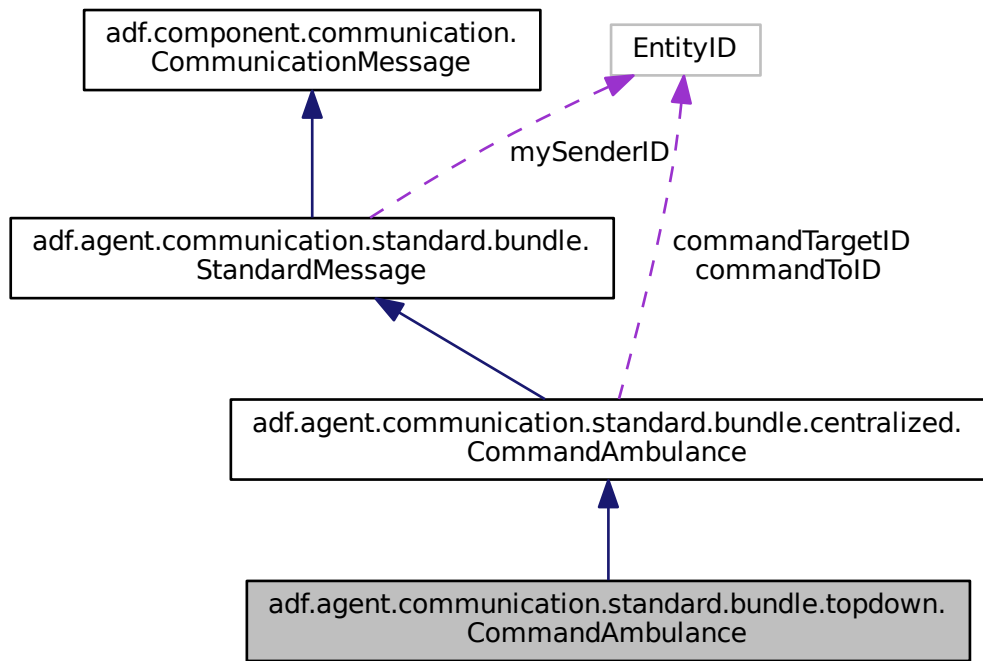 adf.component.communication.
CommunicationMessage
EntityID
mySenderID
adf.agent.communication.standard.bundle.
StandardMessage
commandTargetID
commandToID
adf.agent.communication.standard.bundle.centralized.
CommandAmbulance
adf.agent.communication.standard.bundle.topdown.
CommandAmbulance